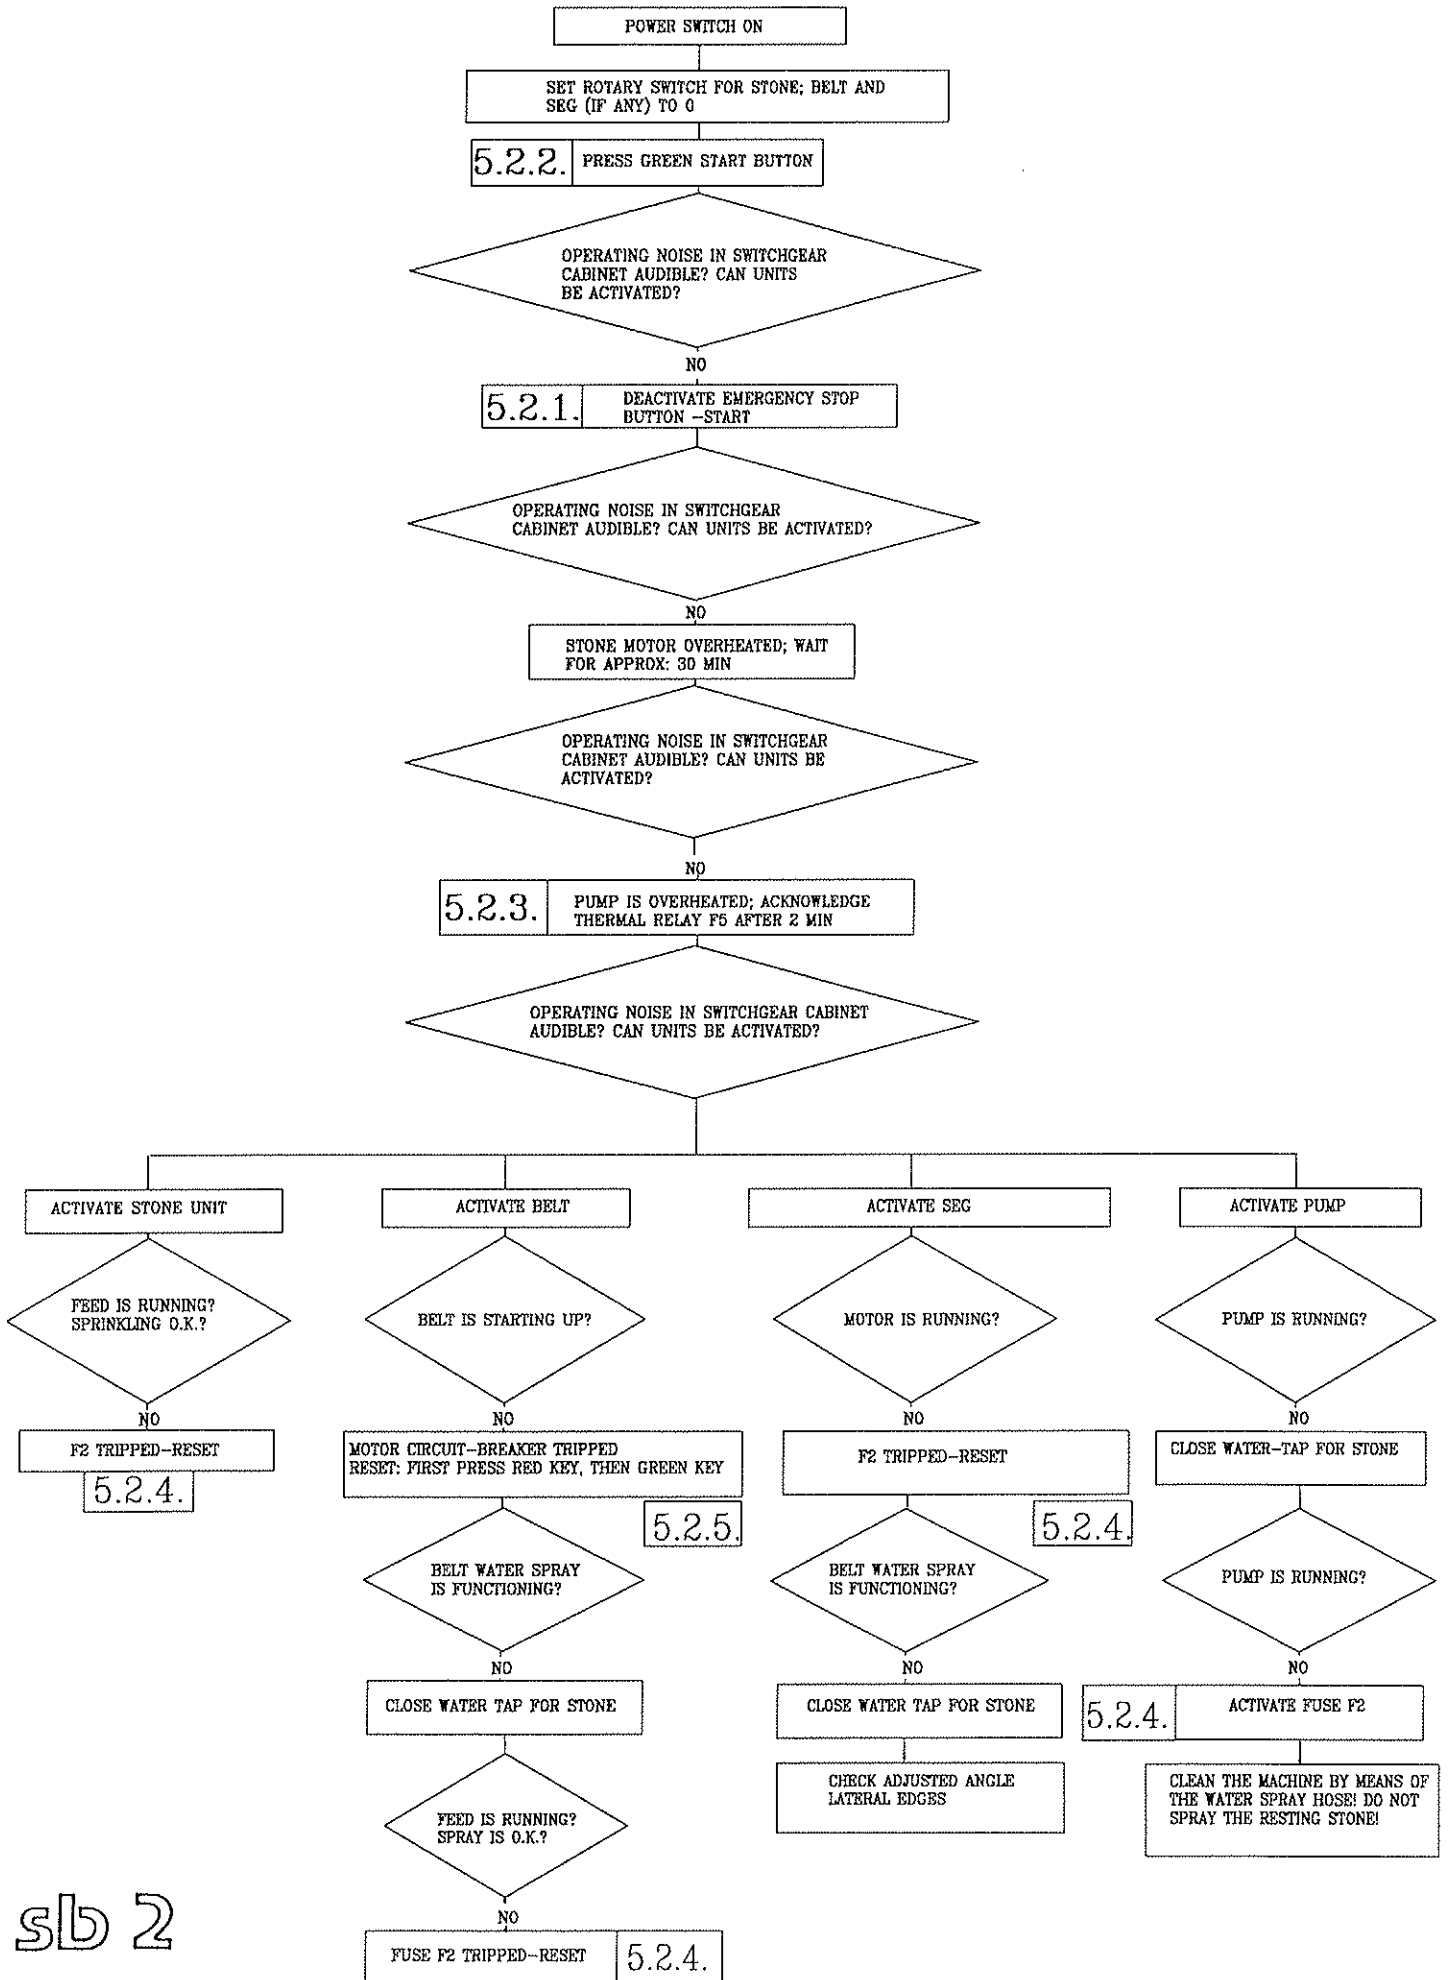 POWER SWITCH ON
SET ROTARY SWITCH FOR STONE; BELT AND
SEG (IF ANY) TO 0
5.2.2.
PRESS GREEN START BUTTON
OPERATING NOISE IN SWITCHGEAR
CABINET AUDIBLE? CAN UNITS
BE ACTIVATED?
NO
5.2.1.
DEACTIVATE EMERGENCY STOP
BUTTON -START
OPERATING NOISE IN SWITCHGEAR
CABINET AUDIBLE? CAN UNITS BE ACTIVATED?
NO
STONE MOTOR OVERHEATED; WAIT
FOR APPROX: 30 MIN
OPERATING NOISE IN SWITCHGEAR
CABINET AUDIBLE? CAN UNITS BE
ACTIVATED?
NO
5.2.3.
PUMP IS OVERHEATED; ACKNOWLEDGE
THERMAL RELAY F5 AFTER 2 MIN
OPERATING NOISE IN SWITCHGEAR CABINET
AUDIBLE? CAN UNITS BE ACTIVATED?
ACTIVATE STONE UNIT
FEED IS RUNNING?
SPRINKLING O.K.?
NO
F2 TRIPPED-RESET
5.2.4.
ACTIVATE BELT
BELT IS STARTING UP?
NO
MOTOR CIRCUIT-BREAKER TRIPPED
RESET: FIRST PRESS RED KEY, THEN GREEN KEY
5.2.5.
BELT WATER SPRAY
IS FUNCTIONING?
NO
CLOSE WATER TAP FOR STONE
FEED IS RUNNING?
SPRAY IS O.K.?
NO
FUSE F2 TRIPPED-RESET
5.2.4.
ACTIVATE SEG
MOTOR IS RUNNING?
NO
F2 TRIPPED-RESET
5.2.4.
BELT WATER SPRAY
IS FUNCTIONING?
NO
CLOSE WATER TAP FOR STONE
CHECK ADJUSTED ANGLE
LATERAL EDGES
ACTIVATE PUMP
PUMP IS RUNNING?
NO
CLOSE WATER-TAP FOR STONE
PUMP IS RUNNING?
NO
5.2.4.
ACTIVATE FUSE F2
CLEAN THE MACHINE BY MEANS OF
THE WATER SPRAY HOSE! DO NOT
SPRAY THE RESTING STONE!
sb 2